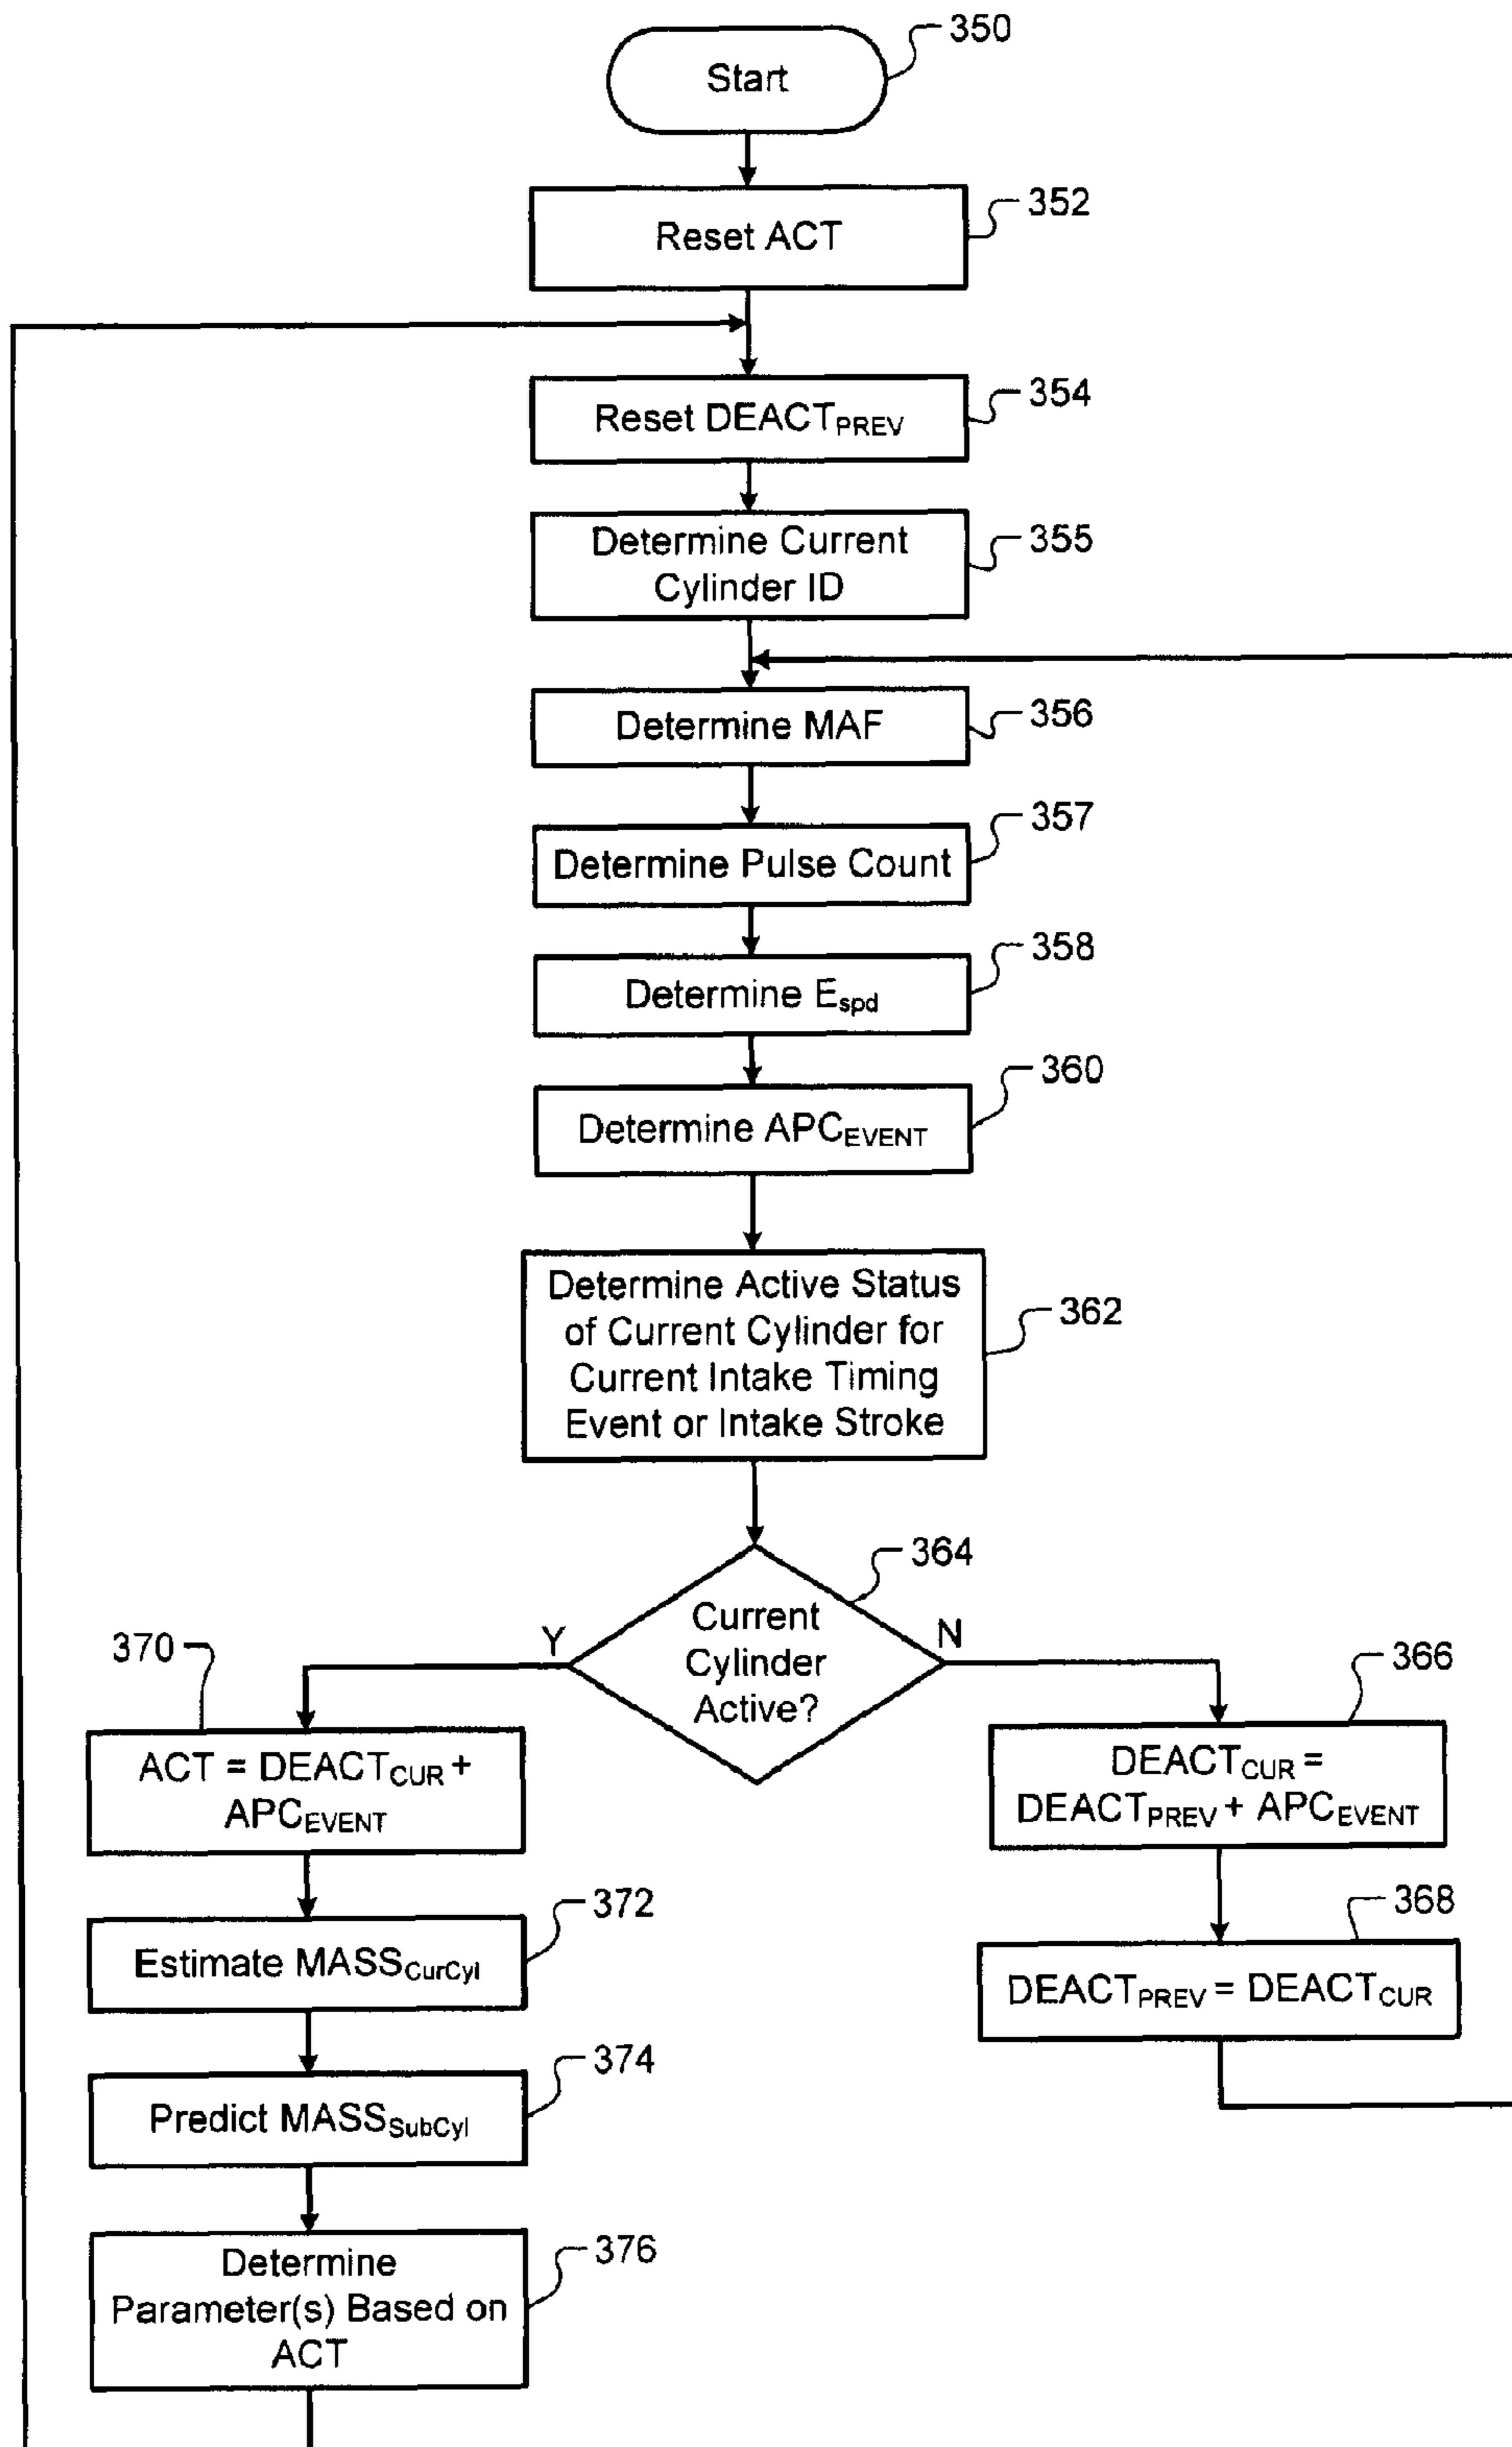 Start
350
Reset ACT
352
Reset DEACTPREV
354
Determine Current
Cylinder ID
355
Determine MAF
356
Determine Pulse Count
357
Determine Espd
358
Determine APCEVENT
360
Determine Active Status
of Current Cylinder for
Current Intake Timing
Event or Intake Stroke
362
Current
Cylinder
Active?
364
Y
N
370
ACT = DEACTCUR +
APCEVENT
366
DEACTCUR =
DEACTPREV + APCEVENT
372
Estimate MASSCurCyl
368
DEACTPREV = DEACTCUR
374
Predict MASSSubCyl
376
Determine
Parameter(s) Based on
ACT